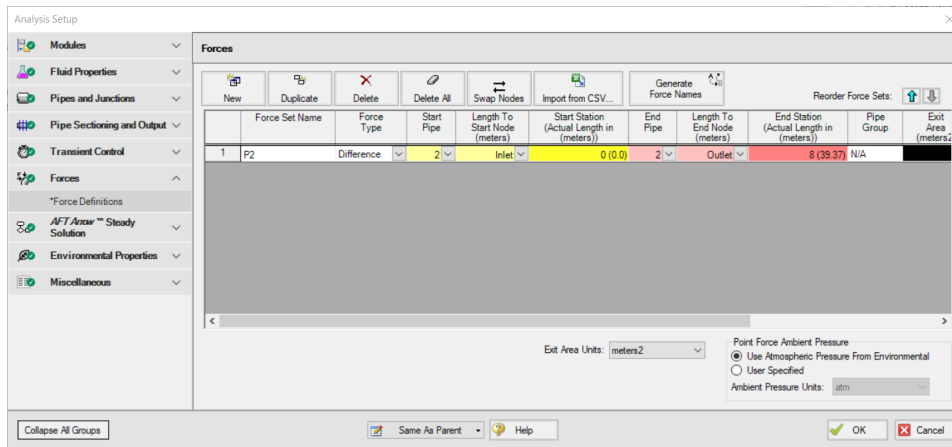 Analysis Setup
Modules
Fluid Properties
Pipes and Junctions
Pipe Sectioning and Output
Transient Control
Forces
*Force Definitions
AFT Arrow ™ Steady
Solution
Environmental Properties
Miscellaneous
Forces
New
Duplicate
Delete
Delete All
Swap Nodes
Import from CSV...
Generate
Force Names
Reorder Force Sets:
Force Set Name
Force
Type
Start
Pipe
Length To
Start Node
(meters)
Start Station
(Actual Length in
(meters))
End
Pipe
Length To
End Node
(meters)
End Station
(Actual Length in
(meters))
Pipe
Group
Exit
Area
(meters2
1 P2 Difference 2 Inlet 0 (0.0) 2 Outlet 8 (39.37) N/A
Exit Area Units: meters2
Point Force Ambient Pressure
Use Atmospheric Pressure From Environmental
User Specified
Ambient Pressure Units: atm
Collapse All Groups
Same As Parent
Help
OK
Cancel